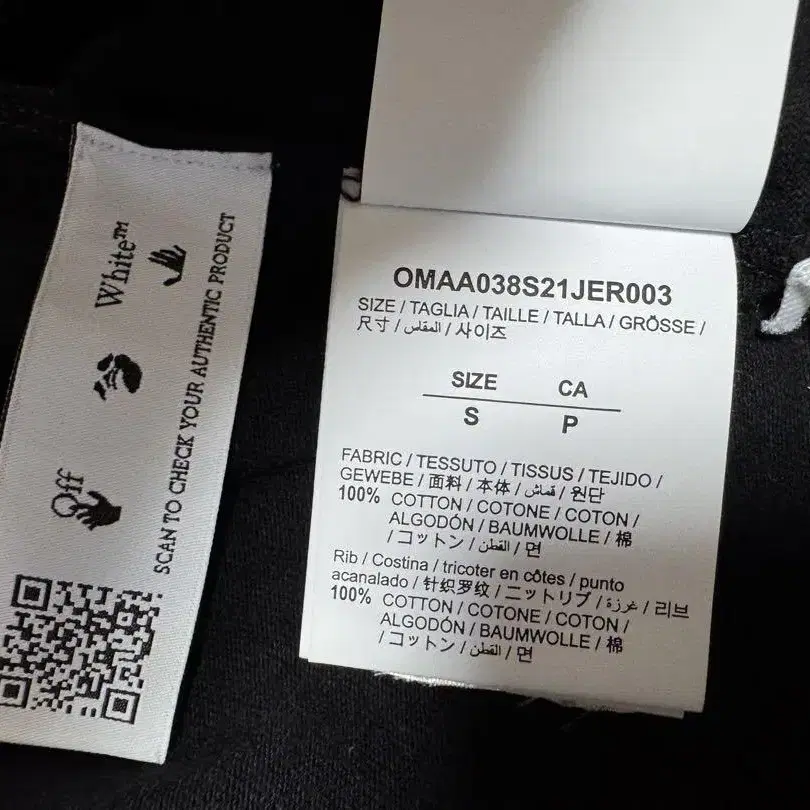 Off White™
SCAN TO CHECK YOUR AUTHENTIC PRODUCT
OMAA038S21JER003
SIZE / TAGLIA / TAILLE / TALLA / GRÖSSE /
尺寸 / المقاس / 사이즈
SIZE CA
S P
FABRIC / TESSUTO / TISSUS / TEJIDO /
GEWEBE / 面料 / 本体 / قماش / 원단
100% COTTON / COTONE / COTON /
ALGODÓN / BAUMWOLLE / 棉
/ コットン / القطن / 면
Rib / Costina / tricoter en côtes / punto
acanalado / 针织罗纹 / ニットリブ / غرزة / 리브
100% COTTON / COTONE / COTON /
ALGODÓN / BAUMWOLLE / 棉
/ コットン / القطن / 면